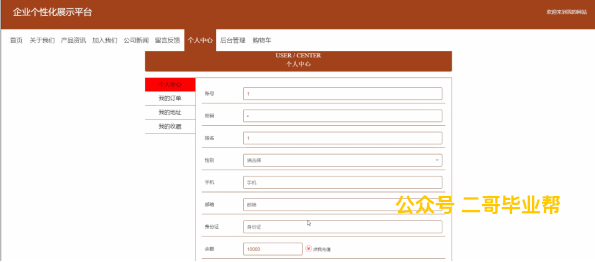 企业个性化展示平台
欢迎来到我的网站
首页 关于我们 产品资讯 加入我们 公司新闻 留言反馈 个人中心 后台管理 购物车
USER / CENTER
个人中心
个人中心
我的订单
我的地址
我的收藏
账号 1
密码
姓名 1
性别 请选择
手机 手机
邮箱 邮箱
身份证 身份证
余额 10000 点我充值
公众号 二哥毕业帮